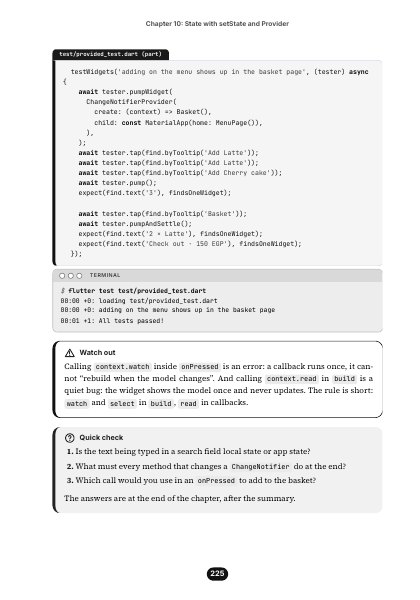 Chapter 10: State with setState and Provider
test/provided_test.dart (part)
testWidgets('adding on the menu shows up in the basket page', (tester) async
{
await tester.pumpWidget(
ChangeNotifierProvider(
create: (context) => Basket(),
child: const MaterialApp(home: MenuPage()),
),
);
await tester.tap(find.byTooltip('Add Latte'));
await tester.tap(find.byTooltip('Add Latte'));
await tester.tap(find.byTooltip('Add Cherry cake'));
await tester.pump();
expect(find.text('3'), findsOneWidget);
await tester.tap(find.byTooltip('Basket'));
await tester.pumpAndSettle();
expect(find.text('2 × Latte'), findsOneWidget);
expect(find.text('Check out · 150 EGP'), findsOneWidget);
});
TERMINAL
$ flutter test test/provided_test.dart
00:00 +0: loading test/provided_test.dart
00:00 +0: adding on the menu shows up in the basket page
00:01 +1: All tests passed!
Watch out
Calling context.watch inside onPressed is an error: a callback runs once, it can-
not “rebuild when the model changes”. And calling context.read in build is a
quiet bug: the widget shows the model once and never updates. The rule is short:
watch and select in build, read in callbacks.
Quick check
1. Is the text being typed in a search field local state or app state?
2. What must every method that changes a ChangeNotifier do at the end?
3. Which call would you use in an onPressed to add to the basket?
The answers are at the end of the chapter, after the summary.
225